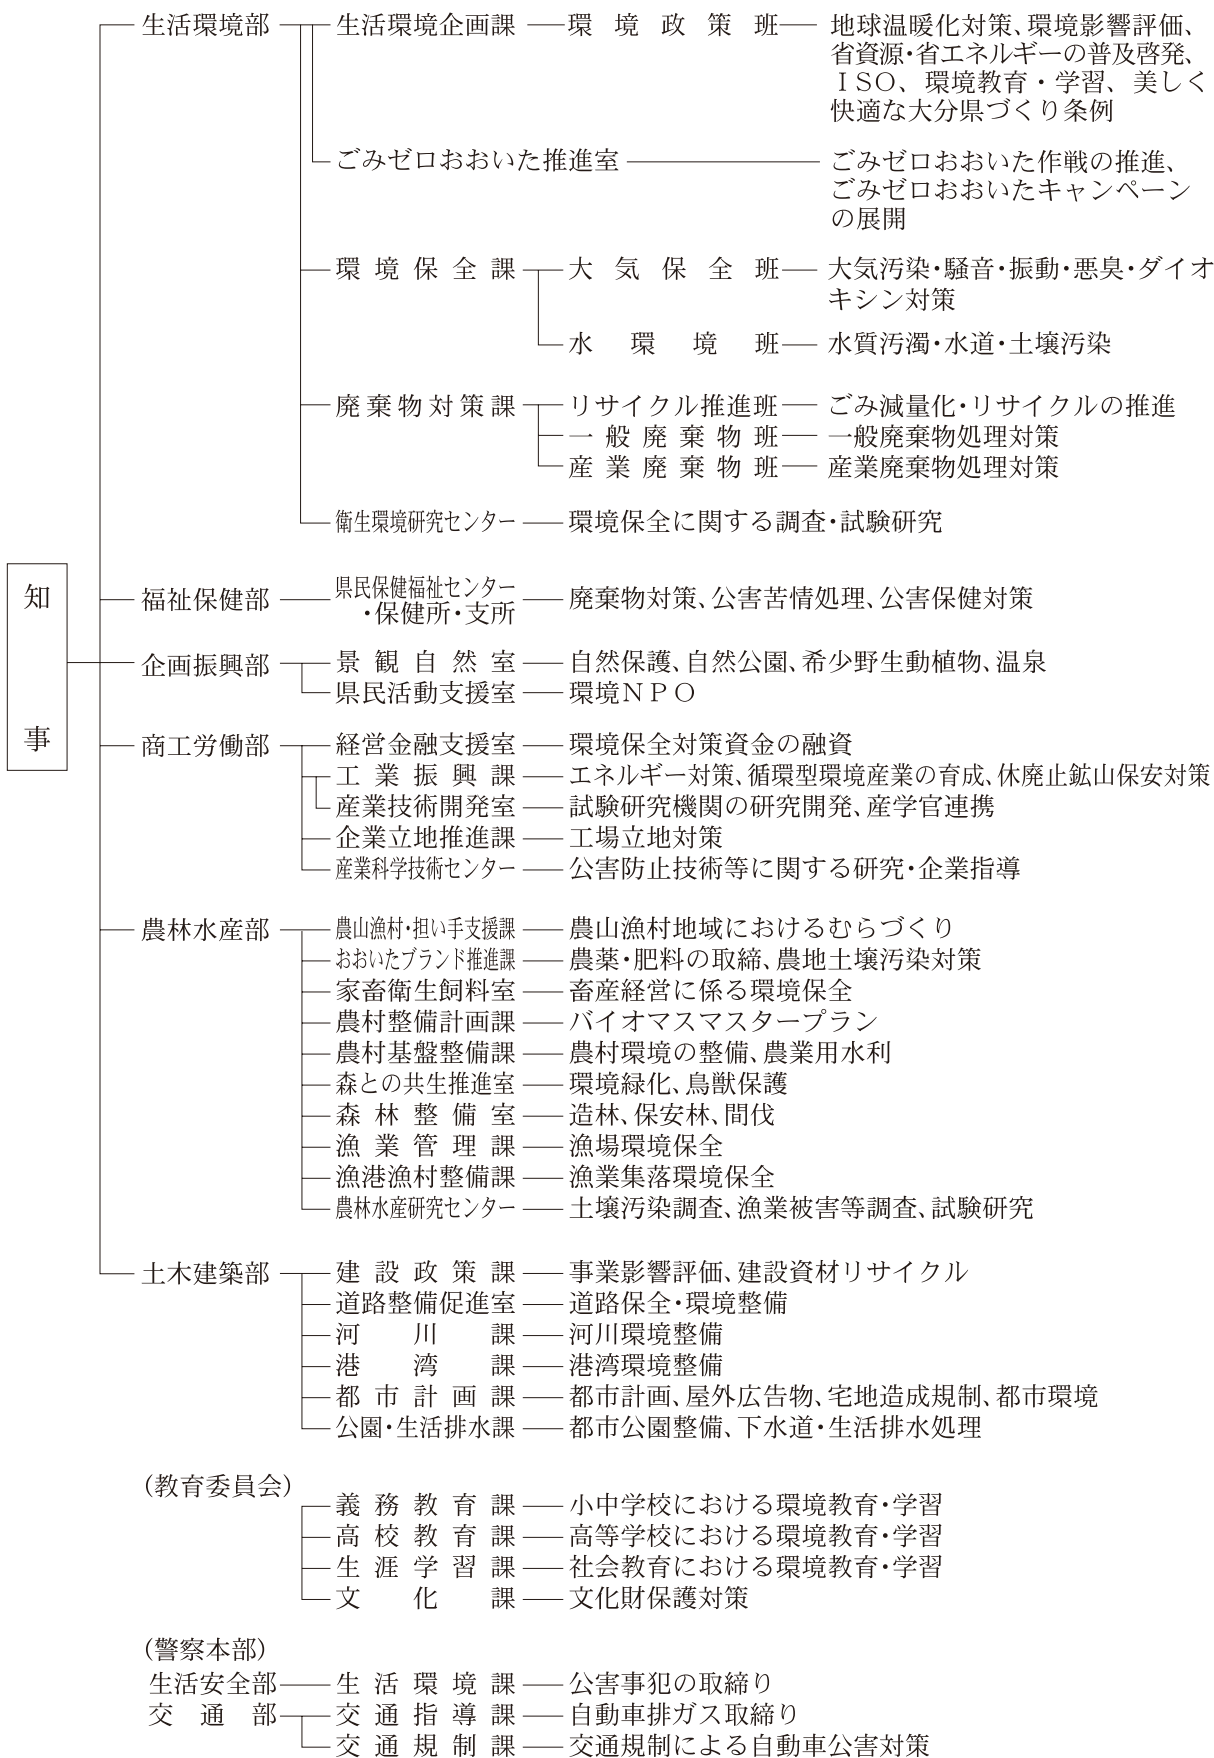 生活環境部 生活環境企画課 環境政策班 地球温暖化対策、環境影響評価、
省資源・省エネルギーの普及啓発、
ISO、環境教育・学習、美しく
快適な大分県づくり条例
ごみゼロおおいた推進室 ごみゼロおおいた作戦の推進、
ごみゼロおおいたキャンペーン
の展開
環境保全課 大気保全班 大気汚染・騒音・振動・悪臭・ダイオ
キシン対策
水環境班 水質汚濁・水道・土壌汚染
廃棄物対策課 リサイクル推進班 ごみ減量化・リサイクルの推進
一般廃棄物班 一般廃棄物処理対策
産業廃棄物班 産業廃棄物処理対策
衛生環境研究センター 環境保全に関する調査・試験研究
知事
福祉保健部 県民保健福祉センター
・保健所・支所 廃棄物対策、公害苦情処理、公害保健対策
企画振興部 景観自然室 自然保護、自然公園、希少野生動植物、温泉
県民活動支援室 環境NPO
商工労働部 経営金融支援室 環境保全対策資金の融資
工業振興課 エネルギー対策、循環型環境産業の育成、休廃止鉱山保安対策
産業技術開発室 試験研究機関の研究開発、産学官連携
企業立地推進課 工場立地対策
産業科学技術センター 公害防止技術等に関する研究・企業指導
農林水産部 農山漁村・担い手支援課 農山漁村地域におけるむらづくり
おおいたブランド推進課 農薬・肥料の取締、農地土壌汚染対策
家畜衛生飼料室 畜産経営に係る環境保全
農村整備計画課 バイオマスマスタープラン
農村基盤整備課 農村環境の整備、農業用水利
森との共生推進室 環境緑化、鳥獣保護
森林整備室 造林、保安林、間伐
漁業管理課 漁場環境保全
漁港漁村整備課 漁業集落環境保全
農林水産研究センター 土壌汚染調査、漁業被害等調査、試験研究
土木建築部 建設政策課 事業影響評価、建設資材リサイクル
道路整備促進室 道路保全・環境整備
河川課 河川環境整備
港湾課 港湾環境整備
都市計画課 都市計画、屋外広告物、宅地造成規制、都市環境
公園・生活排水課 都市公園整備、下水道・生活排水処理
（教育委員会）
義務教育課 小中学校における環境教育・学習
高校教育課 高等学校における環境教育・学習
生涯学習課 社会教育における環境教育・学習
文化課 文化財保護対策
（警察本部）
生活安全部 生活環境課 公害事犯の取締り
交通部 交通指導課 自動車排ガス取締り
交通規制課 交通規制による自動車公害対策